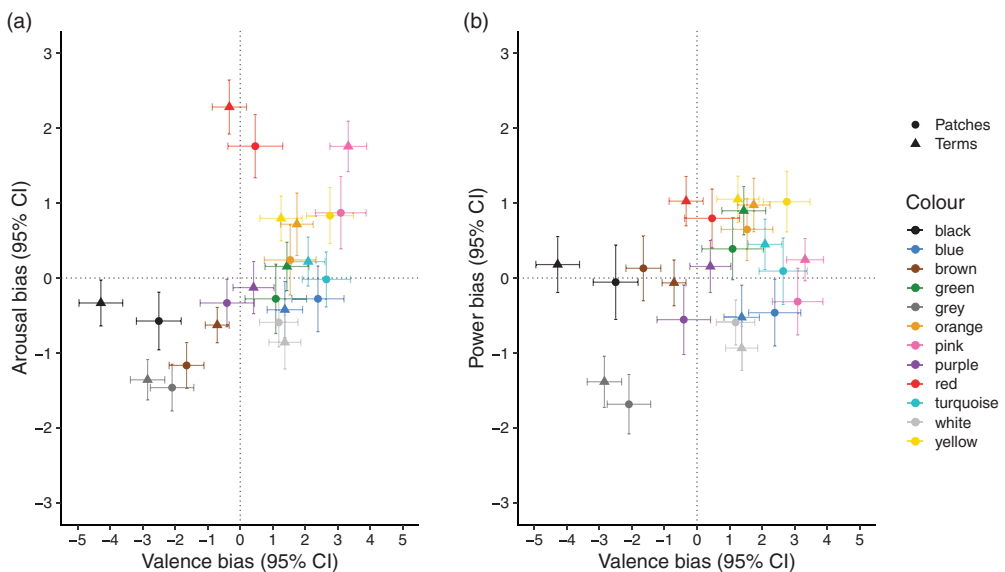 (a)
3
2
1
0
−1
−2
−3
Arousal bias (95% CI)
−5 −4 −3 −2 −1 0 1 2 3 4 5
Valence bias (95% CI)
(b)
3
2
1
0
−1
−2
−3
Power bias (95% CI)
−5 −4 −3 −2 −1 0 1 2 3 4 5
Valence bias (95% CI)
Patches
Terms
Colour
black
blue
brown
green
grey
orange
pink
purple
red
turquoise
white
yellow